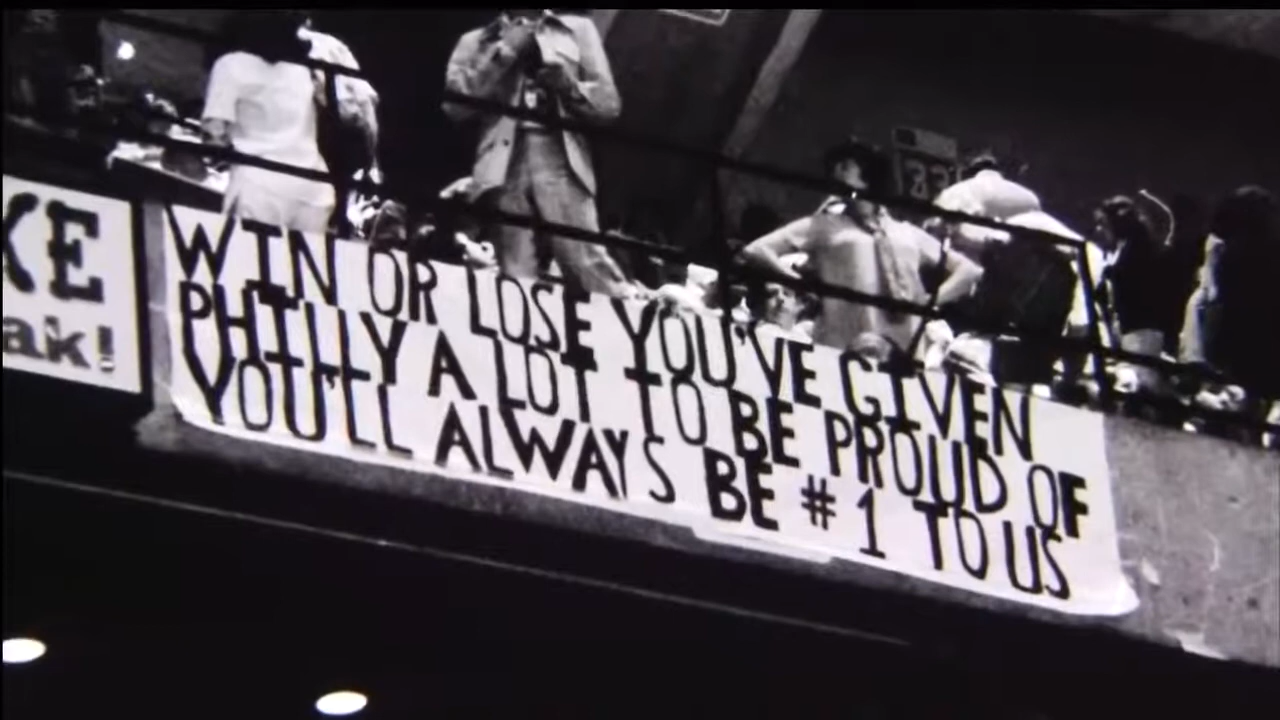 KE
ak!
WIN OR LOSE YOU'VE GIVEN
PHILLY A LOT TO BE PROUD OF
YOU'LL ALWAYS BE #1 TO US